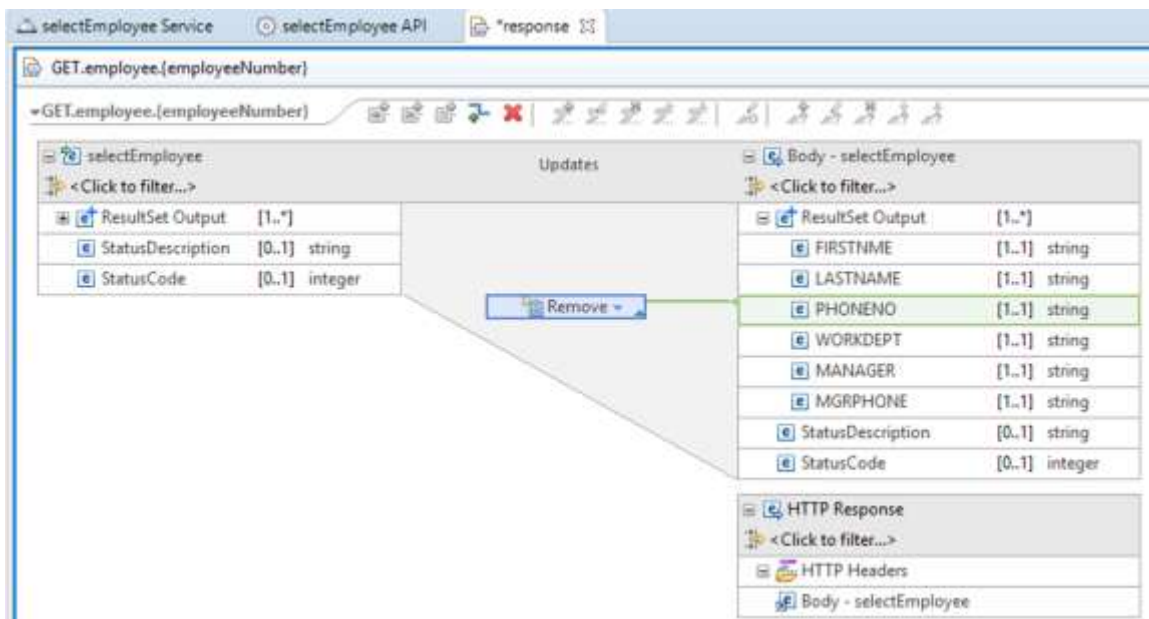 selectEmployee Service selectEmployee API *response
GET.employee.{employeeNumber}
GET.employee.{employeeNumber}
selectEmployee Updates Body - selectEmployee
<Click to filter...> <Click to filter...>
ResultSet Output [1..*] ResultSet Output [1..*]
StatusDescription [0..1] string FIRSTNME [1..1] string
StatusCode [0..1] integer LASTNAME [1..1] string
Remove PHONENO [1..1] string
WORKDEPT [1..1] string
MANAGER [1..1] string
MGRPHONE [1..1] string
StatusDescription [0..1] string
StatusCode [0..1] integer
HTTP Response
<Click to filter...>
HTTP Headers
Body - selectEmployee